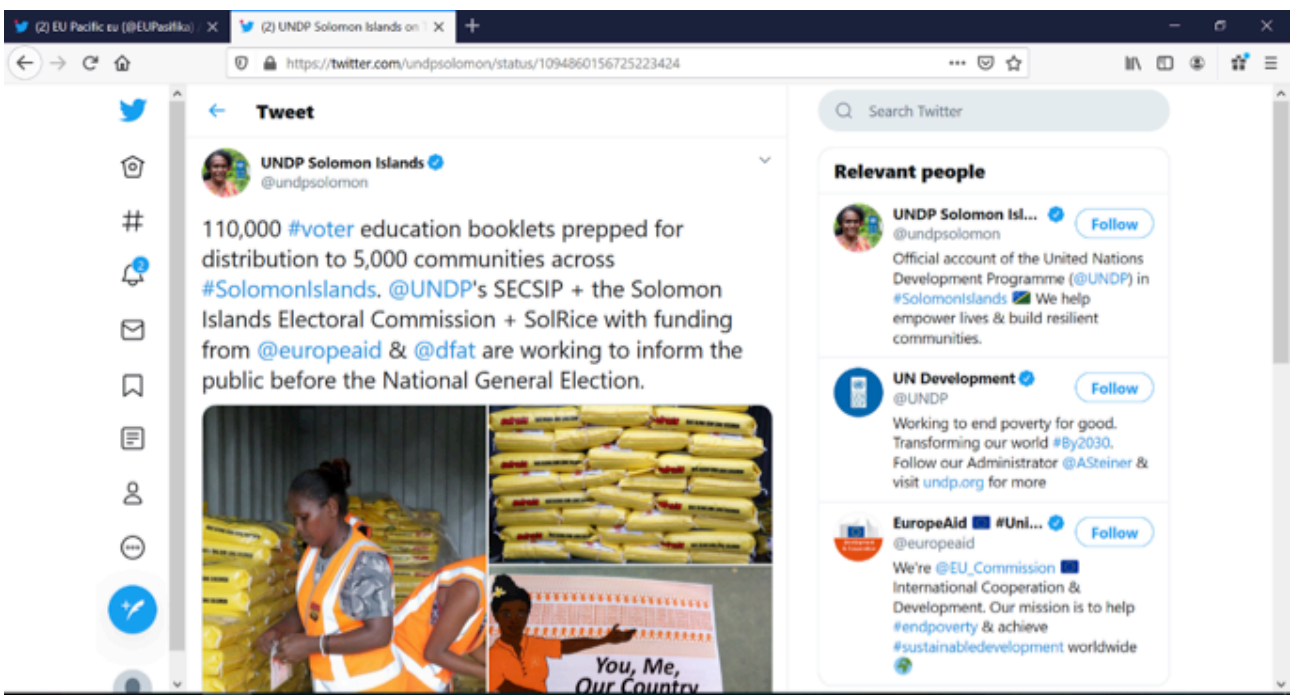 (2) EU Pacific eu (@EUPasifika) /
(2) UNDP Solomon Islands on T
https://twitter.com/undpsolomon/status/1094860156725223424
Tweet
Search Twitter
UNDP Solomon Islands
@undpsolomon
110,000 #voter education booklets prepped for
distribution to 5,000 communities across
#SolomonIslands. @UNDP's SECSIP + the Solomon
Islands Electoral Commission + SolRice with funding
from @europeaid & @dfat are working to inform the
public before the National General Election.
You, Me,
Our Country
2
Relevant people
UNDP Solomon Isl...
@undpsolomon
Follow
Official account of the United Nations
Development Programme (@UNDP) in
#SolomonIslands We help
empower lives & build resilient
communities.
UN Development
@UNDP
Follow
Working to end poverty for good.
Transforming our world #By2030.
Follow our Administrator @ASteiner &
visit undp.org for more
EuropeAid #Uni...
@europeaid
Follow
We're @EU_Commission
International Cooperation &
Development. Our mission is to help
#endpoverty & achieve
#sustainabledevelopment worldwide